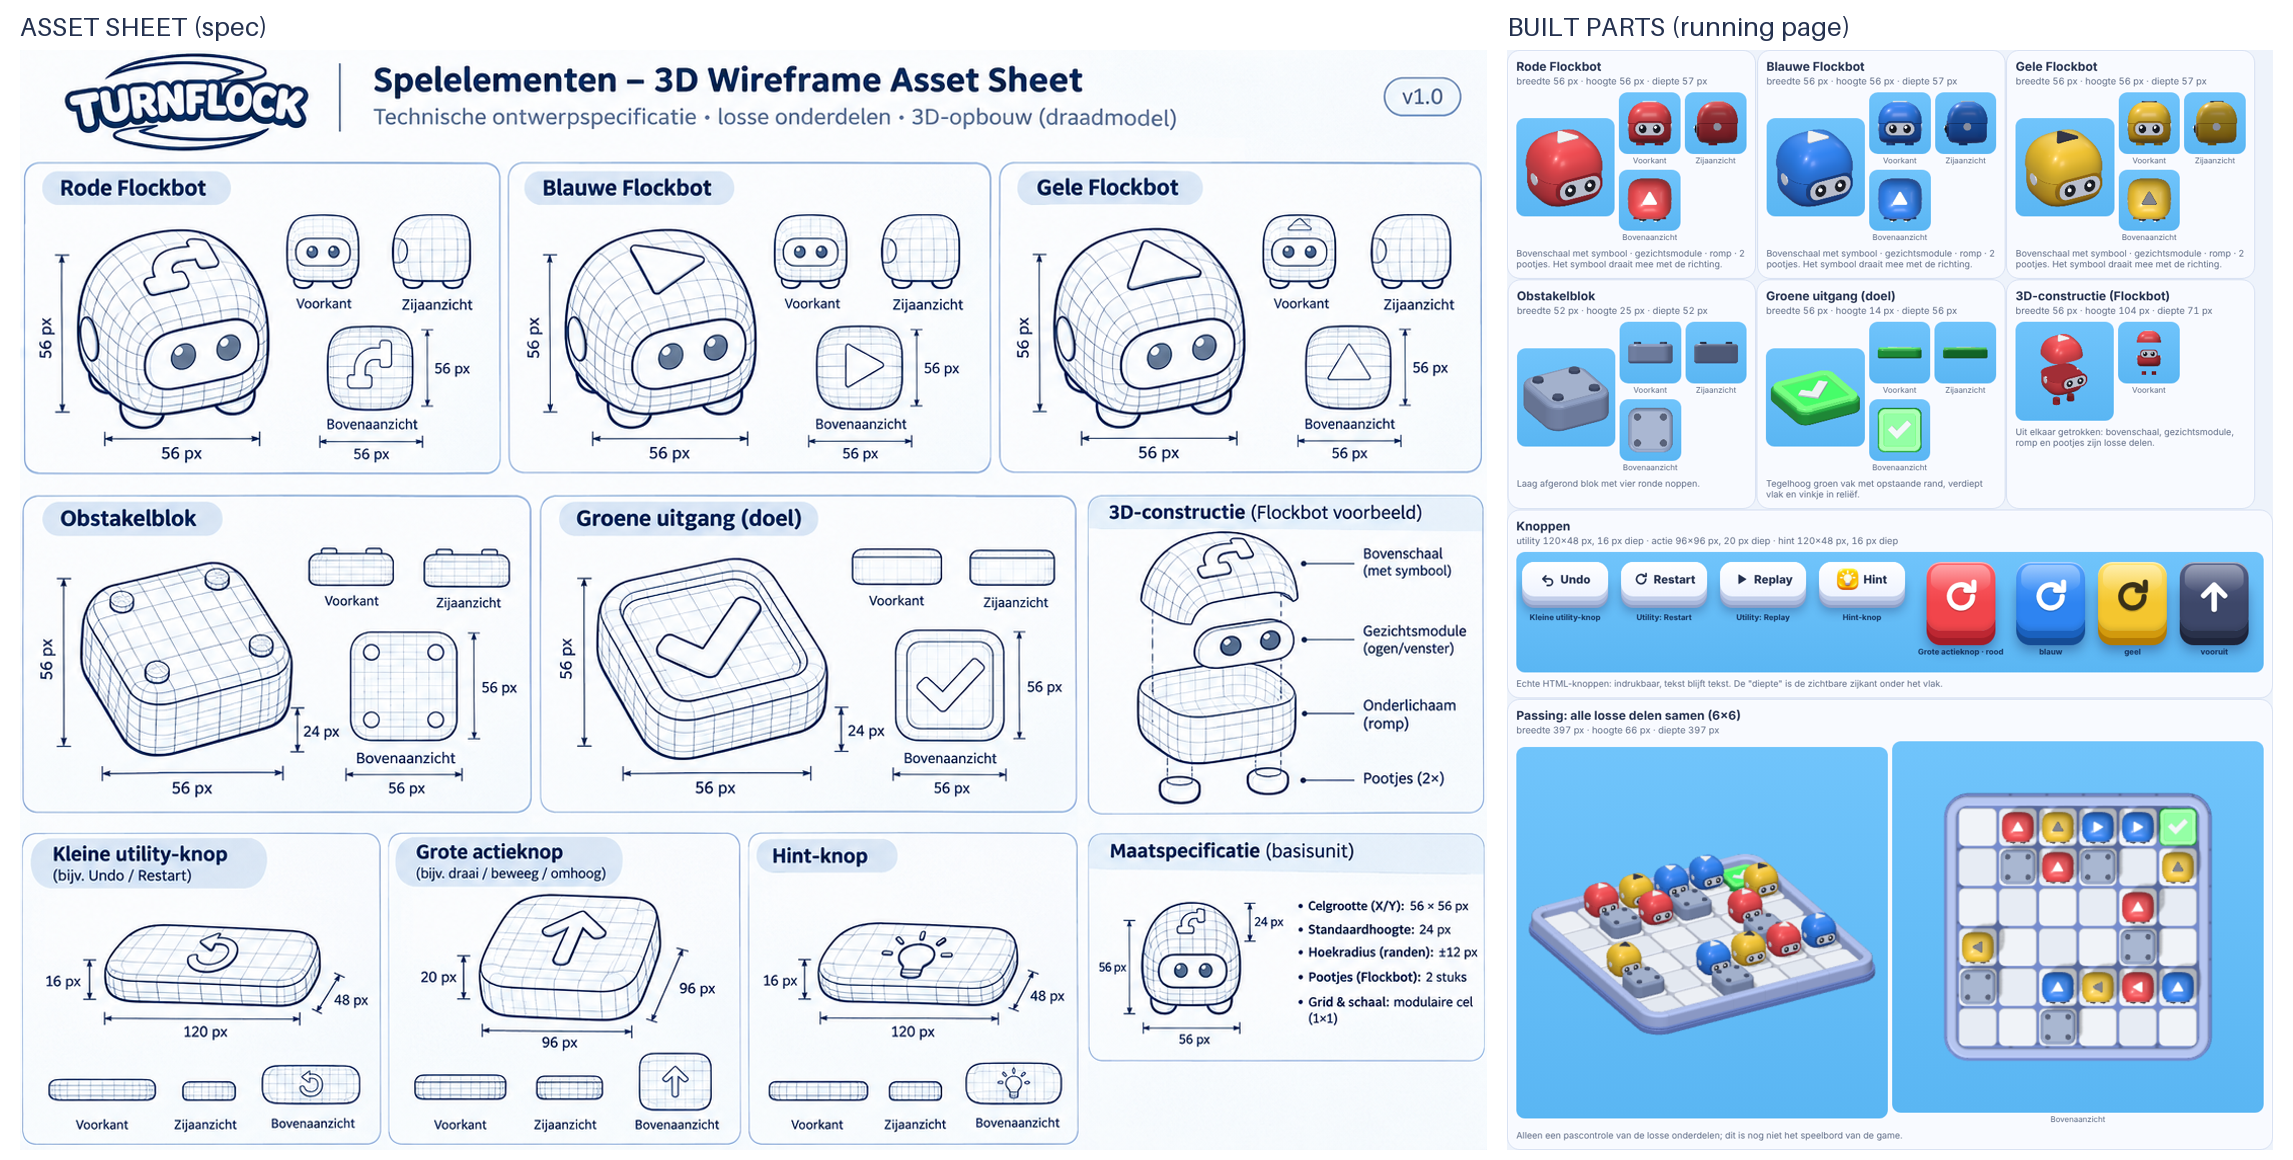 ASSET SHEET (spec)
TURNFLOCK
Spelelementen – 3D Wireframe Asset Sheet
Technische ontwerpspecificatie • losse onderdelen • 3D-opbouw (draadmodel)
v1.0
Rode Flockbot
56 px
Voorkant
Zijaanzicht
56 px
Bovenaanzicht
56 px
56 px
Blauwe Flockbot
56 px
Voorkant
Zijaanzicht
56 px
Bovenaanzicht
56 px
56 px
Gele Flockbot
56 px
Voorkant
Zijaanzicht
56 px
Bovenaanzicht
56 px
56 px
Obstakelblok
56 px
Voorkant
Zijaanzicht
56 px
24 px
Bovenaanzicht
56 px
56 px
Groene uitgang (doel)
56 px
Voorkant
Zijaanzicht
56 px
24 px
Bovenaanzicht
56 px
56 px
3D-constructie (Flockbot voorbeeld)
Bovenschaal
(met symbool)
Gezichtsmodule
(ogen/venster)
Onderlichaam
(romp)
Pootjes (2×)
Kleine utility-knop
(bijv. Undo / Restart)
16 px
48 px
120 px
Voorkant
Zijaanzicht
Bovenaanzicht
Grote actieknop
(bijv. draai / beweeg / omhoog)
20 px
96 px
96 px
Voorkant
Zijaanzicht
Bovenaanzicht
Hint-knop
16 px
48 px
120 px
Voorkant
Zijaanzicht
Bovenaanzicht
Maatspecificatie (basisunit)
24 px
56 px
56 px
• Celgrootte (X/Y): 56 × 56 px
• Standaardhoogte: 24 px
• Hoekradius (randen): ±12 px
• Pootjes (Flockbot): 2 stuks
• Grid & schaal: modulaire cel
(1×1)
BUILT PARTS (running page)
Rode Flockbot
breedte 56 px · hoogte 56 px · diepte 57 px
Voorkant
Zijaanzicht
Bovenaanzicht
Bovenschaal met symbool · gezichtsmodule · romp · 2
pootjes. Het symbool draait mee met de richting.
Blauwe Flockbot
breedte 56 px · hoogte 56 px · diepte 57 px
Voorkant
Zijaanzicht
Bovenaanzicht
Bovenschaal met symbool · gezichtsmodule · romp · 2
pootjes. Het symbool draait mee met de richting.
Gele Flockbot
breedte 56 px · hoogte 56 px · diepte 57 px
Voorkant
Zijaanzicht
Bovenaanzicht
Bovenschaal met symbool · gezichtsmodule · romp · 2
pootjes. Het symbool draait mee met de richting.
Obstakelblok
breedte 52 px · hoogte 25 px · diepte 52 px
Voorkant
Zijaanzicht
Bovenaanzicht
Laag afgerond blok met vier ronde noppen.
Groene uitgang (doel)
breedte 56 px · hoogte 14 px · diepte 56 px
Voorkant
Zijaanzicht
Bovenaanzicht
Tegelhoog groen vak met opstaande rand, verdiept
vlak en vinkje in reliëf.
3D-constructie (Flockbot)
breedte 56 px · hoogte 104 px · diepte 71 px
Voorkant
Uit elkaar getrokken: bovenschaal, gezichtsmodule,
romp en pootjes zijn losse delen.
Knoppen
utility 120×48 px, 16 px diep · actie 96×96 px, 20 px diep · hint 120×48 px, 16 px diep
Undo
Restart
Replay
Hint
Kleine utility-knop
Utility: Restart
Utility: Replay
Hint-knop
Grote actieknop · rood
blauw
geel
vooruit
Echte HTML-knoppen: indrukbaar, tekst blijft tekst. De "diepte" is de zichtbare zijkant onder het vlak.
Passing: alle losse delen samen (6×6)
breedte 397 px · hoogte 66 px · diepte 397 px
Bovenaanzicht
Alleen een pascontrole van de losse onderdelen; dit is nog niet het speelbord van de game.